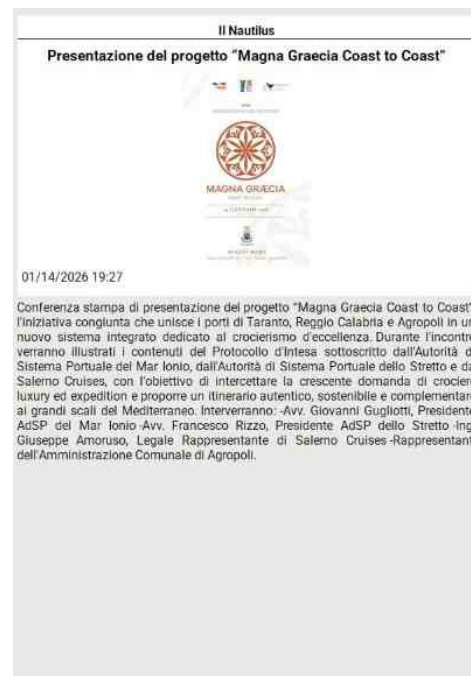 Il Nautilus
Presentazione del progetto “Magna Graecia Coast to Coast”
MAGNA GRÆCIA
01/14/2026 19:27
Conferenza stampa di presentazione del progetto “Magna Graecia Coast to Coast”
l'iniziativa congiunta che unisce i porti di Taranto, Reggio Calabria e Agropoli in un
nuovo sistema integrato dedicato al crocierismo d'eccellenza. Durante l'incontro
verranno illustrati i contenuti del Protocollo d'Intesa sottoscritto dall'Autorità d
Sistema Portuale del Mar Ionio, dall'Autorità di Sistema Portuale dello Stretto e da
Salerno Cruises, con l'obiettivo di intercettare la crescente domanda di crocier
luxury ed expedition e proporre un itinerario autentico, sostenibile e complementare
ai grandi scali del Mediterraneo. Interverranno: -Avv. Giovanni Gugliotti, Presidente
AdSP del Mar Ionio -Avv. Francesco Rizzo, Presidente AdSP dello Stretto -Ing
Giuseppe Amoruso, Legale Rappresentante di Salerno Cruises -Rappresentant
dell'Amministrazione Comunale di Agropoli.